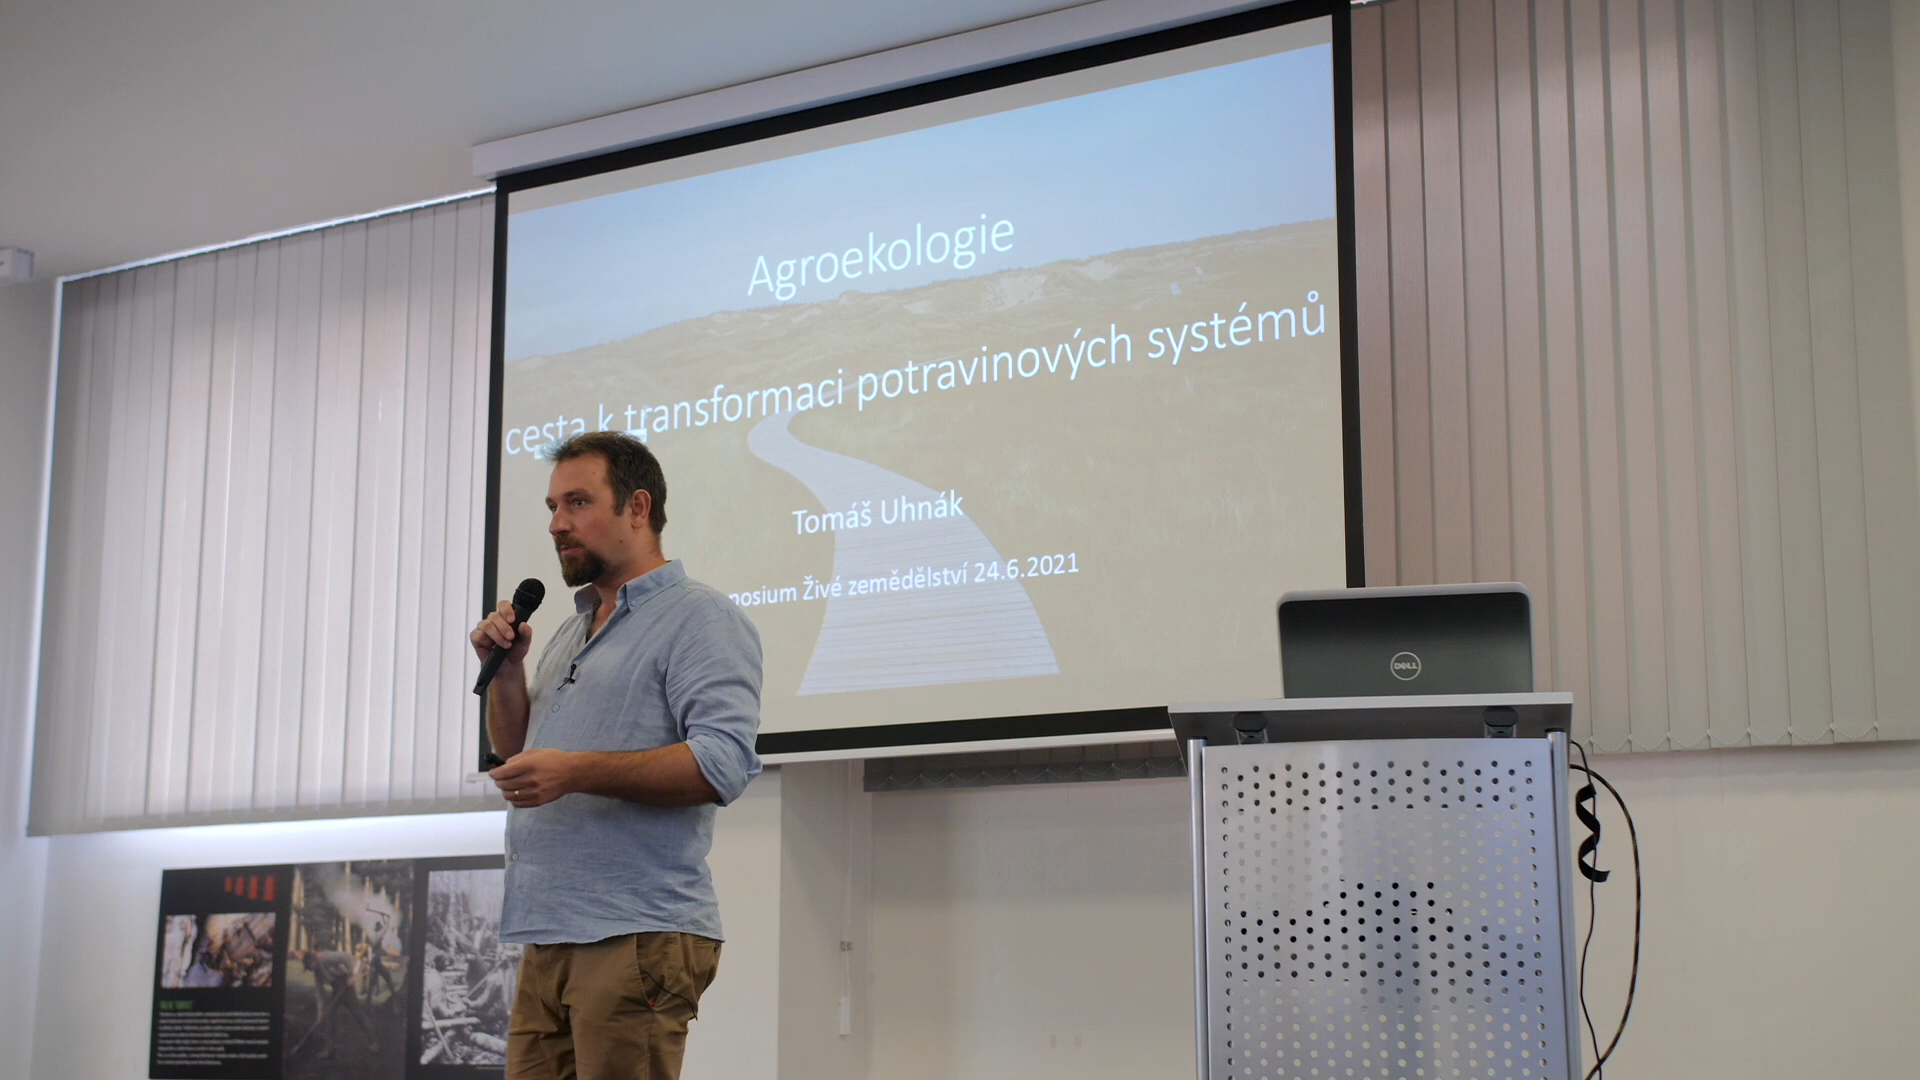 Agroekologie
cesta k transformaci potravinových systémů
Tomáš Uhnák
posium Živé zemědělství 24.6.2021
DELL